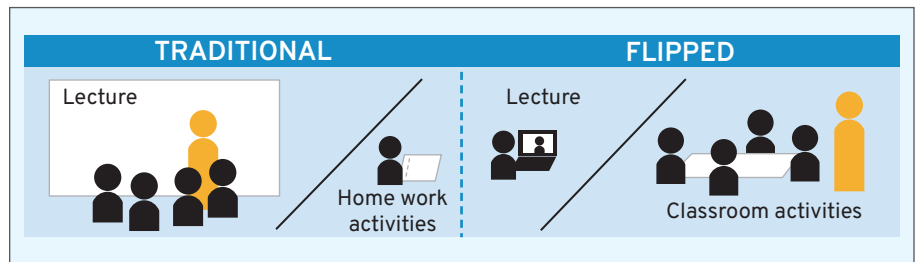 TRADITIONAL
Lecture
Home work
activities
FLIPPED
Lecture
Classroom activities